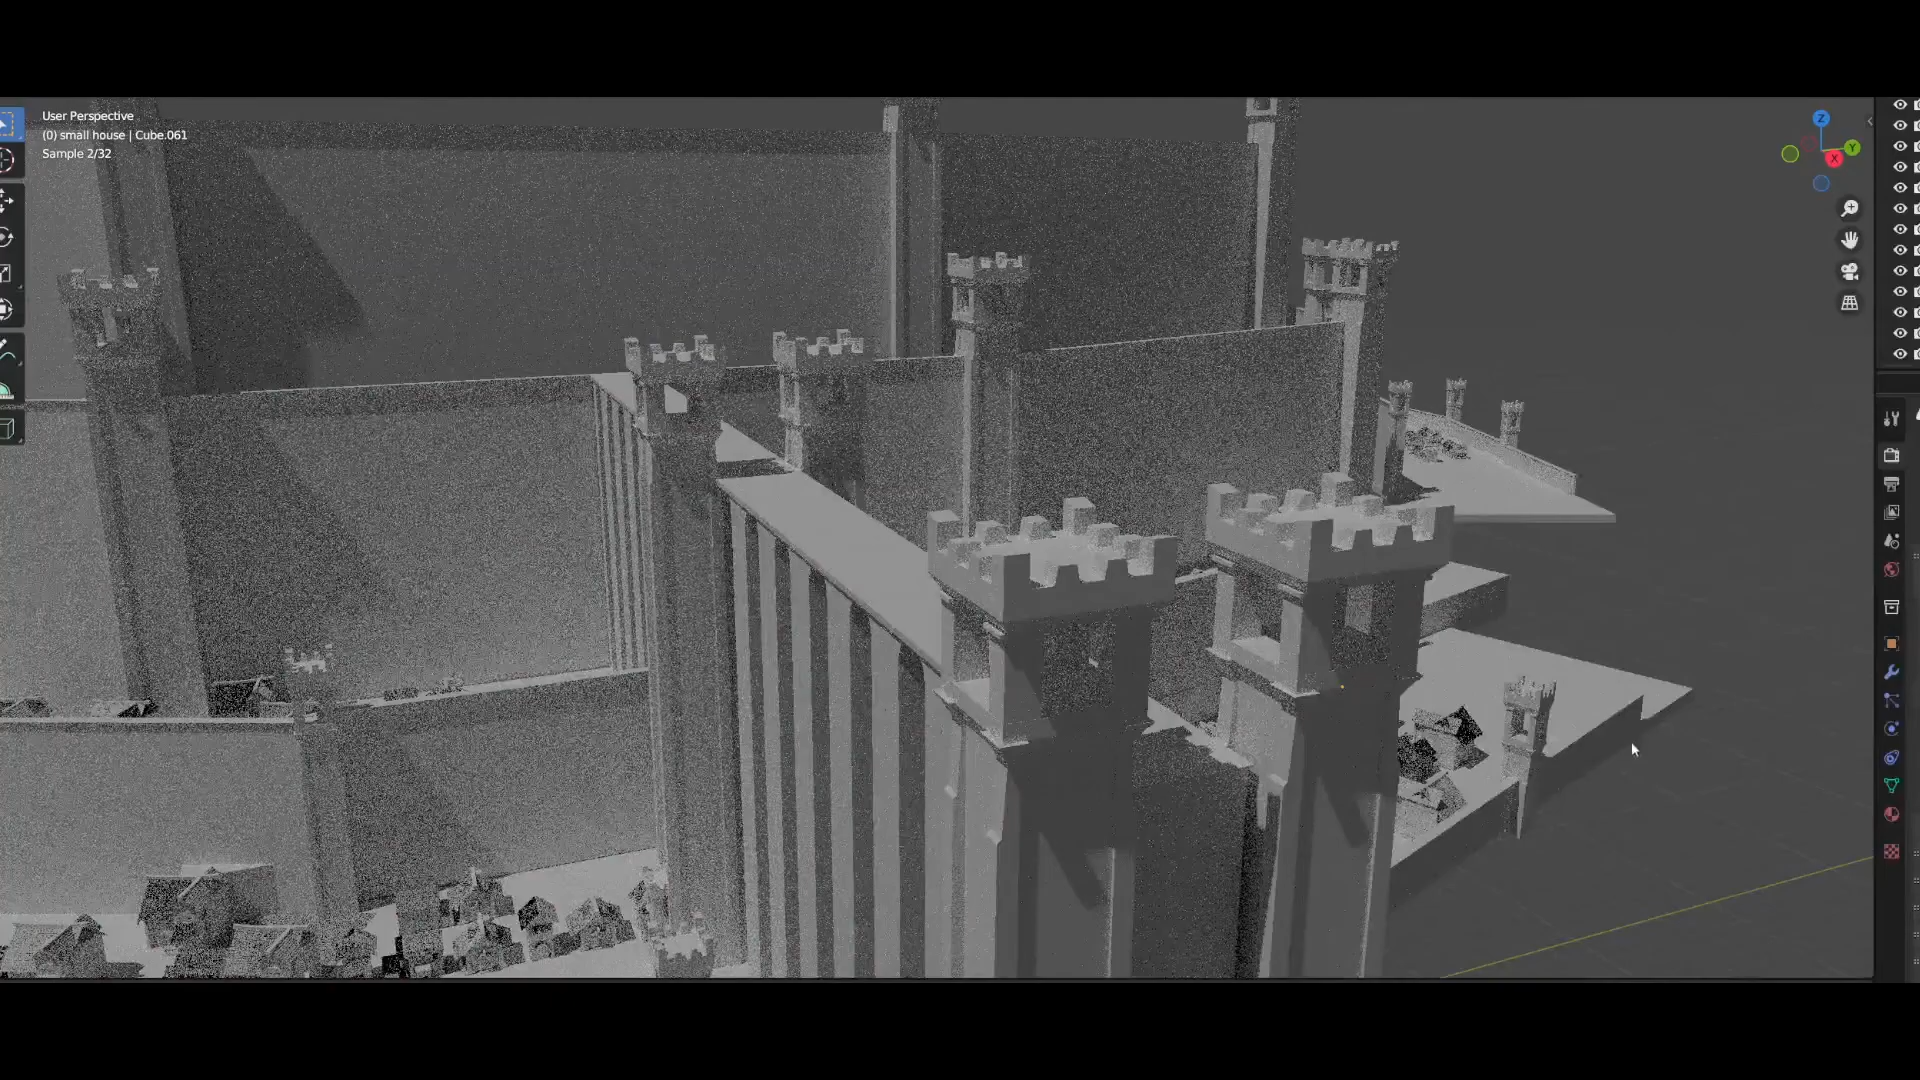 User Perspective
(0) small house | Cube.061
Sample 2/32
Z
Y
X